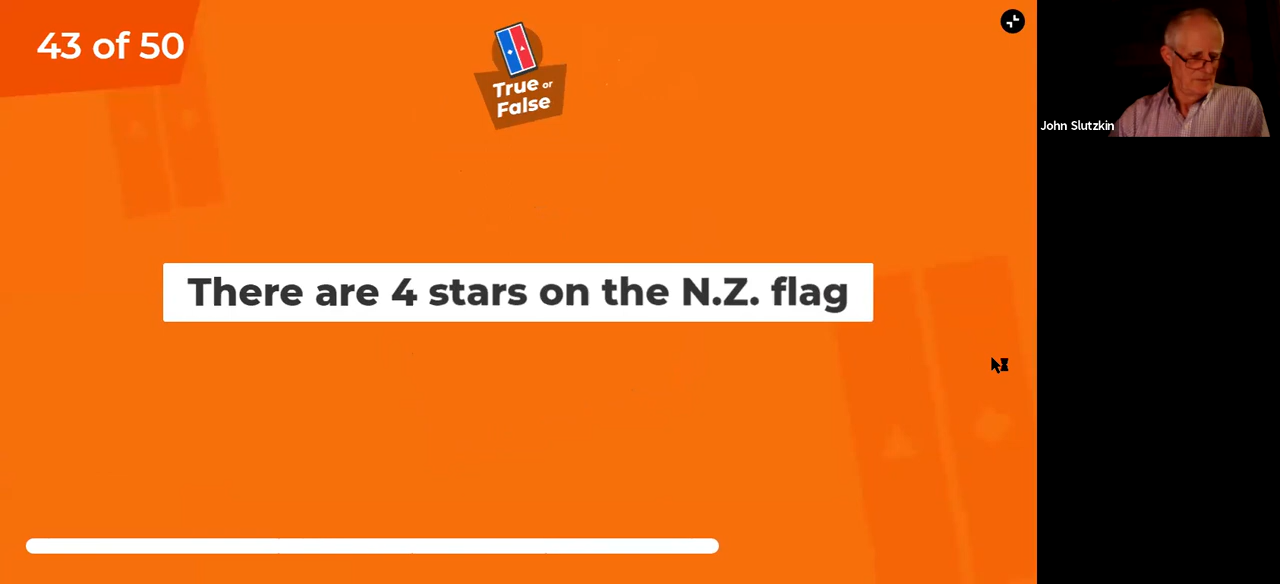 43 of 50
True or
False
John Slutzkin
There are 4 stars on the N.Z. flag